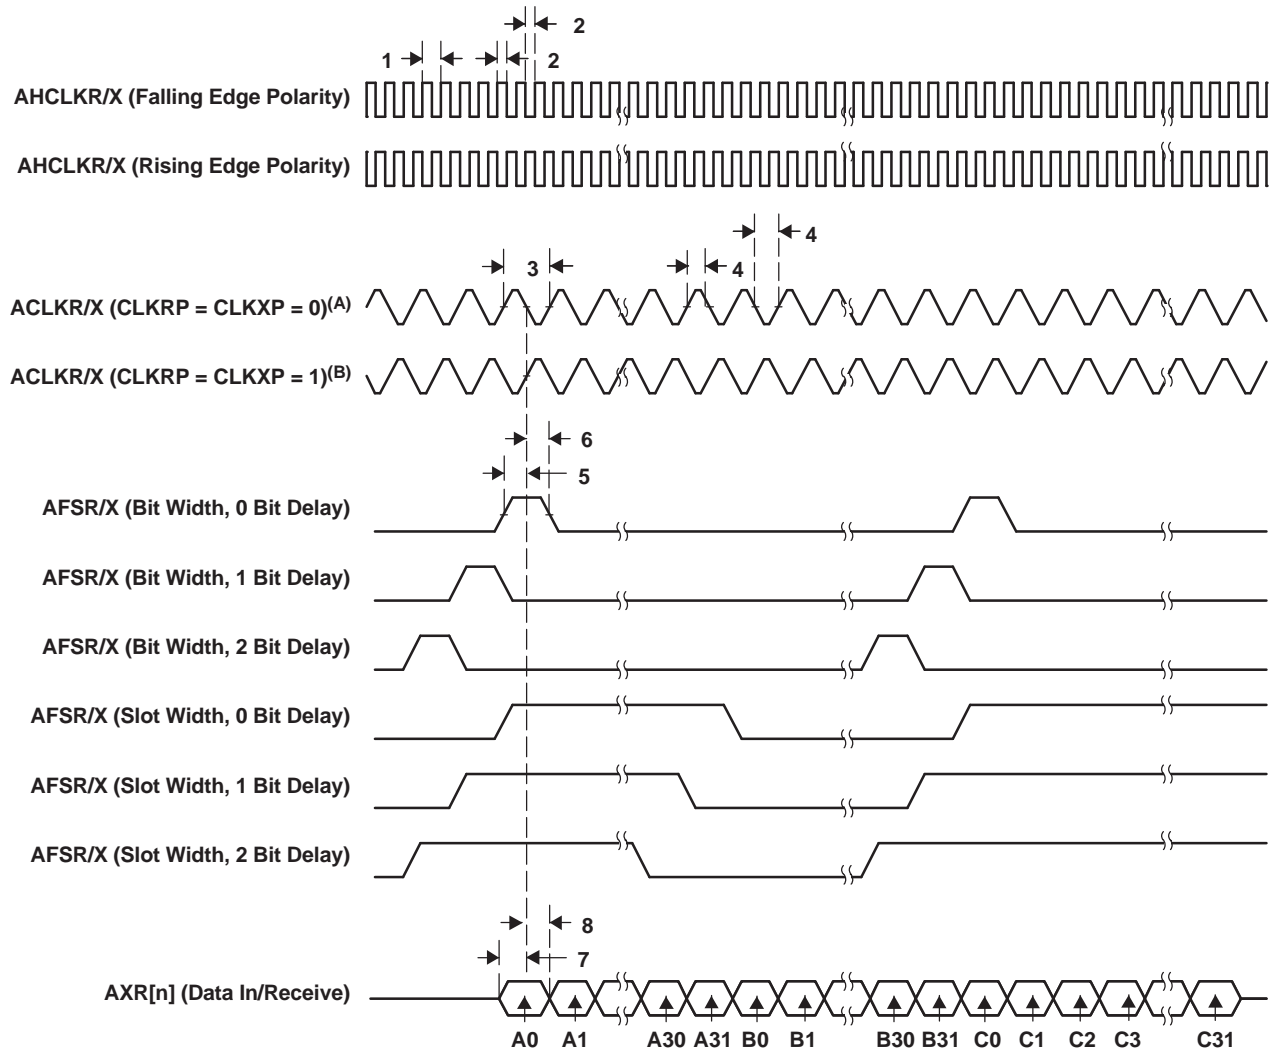 2
1
2
AHCLKR/X (Falling Edge Polarity)
AHCLKR/X (Rising Edge Polarity)
4
3
4
ACLKR/X (CLKRP = CLKXP = 0)(A)
ACLKR/X (CLKRP = CLKXP = 1)(B)
6
5
AFSR/X (Bit Width, 0 Bit Delay)
AFSR/X (Bit Width, 1 Bit Delay)
AFSR/X (Bit Width, 2 Bit Delay)
AFSR/X (Slot Width, 0 Bit Delay)
AFSR/X (Slot Width, 1 Bit Delay)
AFSR/X (Slot Width, 2 Bit Delay)
8
7
AXR[n] (Data In/Receive)
A0 A1 A30 A31 B0 B1 B30 B31 C0 C1 C2 C3 C31